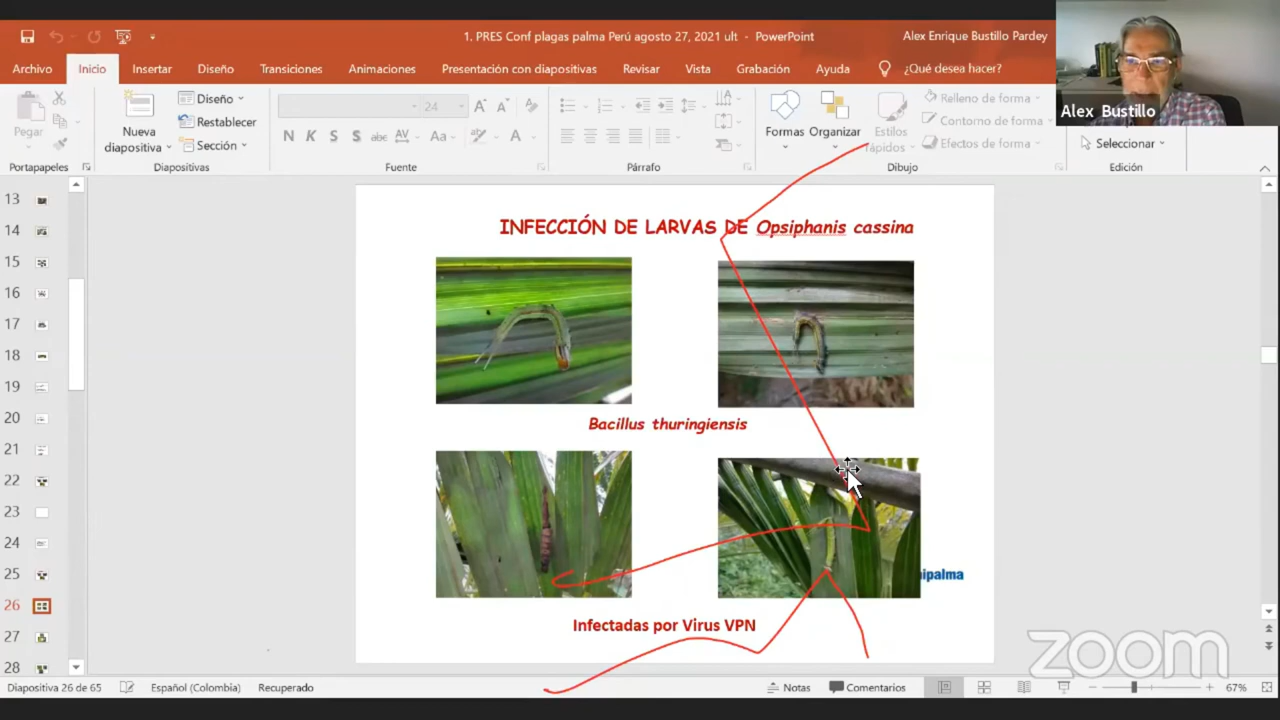 1. PRES Conf plagas palma Perú agosto 27, 2021 ult - PowerPoint
Alex Enrique Bustillo Pardey
Archivo Inicio Insertar Diseño Transiciones Animaciones Presentación con diapositivas Revisar Vista Grabación Ayuda ¿Qué desea hacer?
Alex Bustillo
Pegar
Nueva diapositiva
Diseño
Restablecer
Sección
24
N K S S abc AV Aa A
Formas Organizar Estilos rápidos
Relleno de forma
Contorno de forma
Efectos de forma
Seleccionar
Portapapeles Diapositivas Fuente Párrafo Dibujo Edición
13
14
15
16
17
18
19
20
21
22
23
24
25
26
27
28
INFECCIÓN DE LARVAS DE Opsiphanis cassina
Bacillus thuringiensis
nipalma
Infectadas por Virus VPN
zoom
Diapositiva 26 de 65 Español (Colombia) Recuperado Notas Comentarios 67%